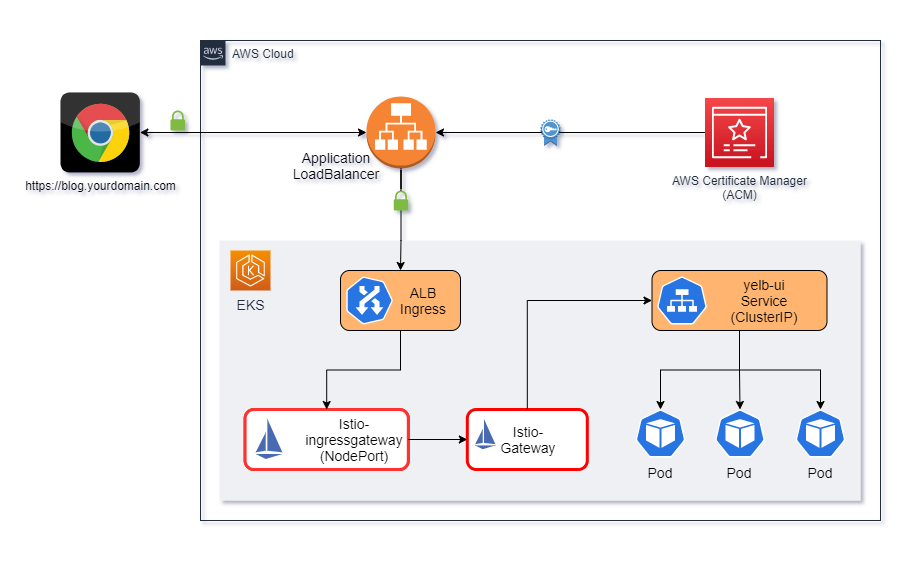 aws
AWS Cloud
https://blog.yourdomain.com
Application
LoadBalancer
AWS Certificate Manager
(ACM)
EKS
ALB
Ingress
yelb-ui
Service
(ClusterIP)
Istio-
ingressgateway
(NodePort)
Istio-
Gateway
Pod
Pod
Pod